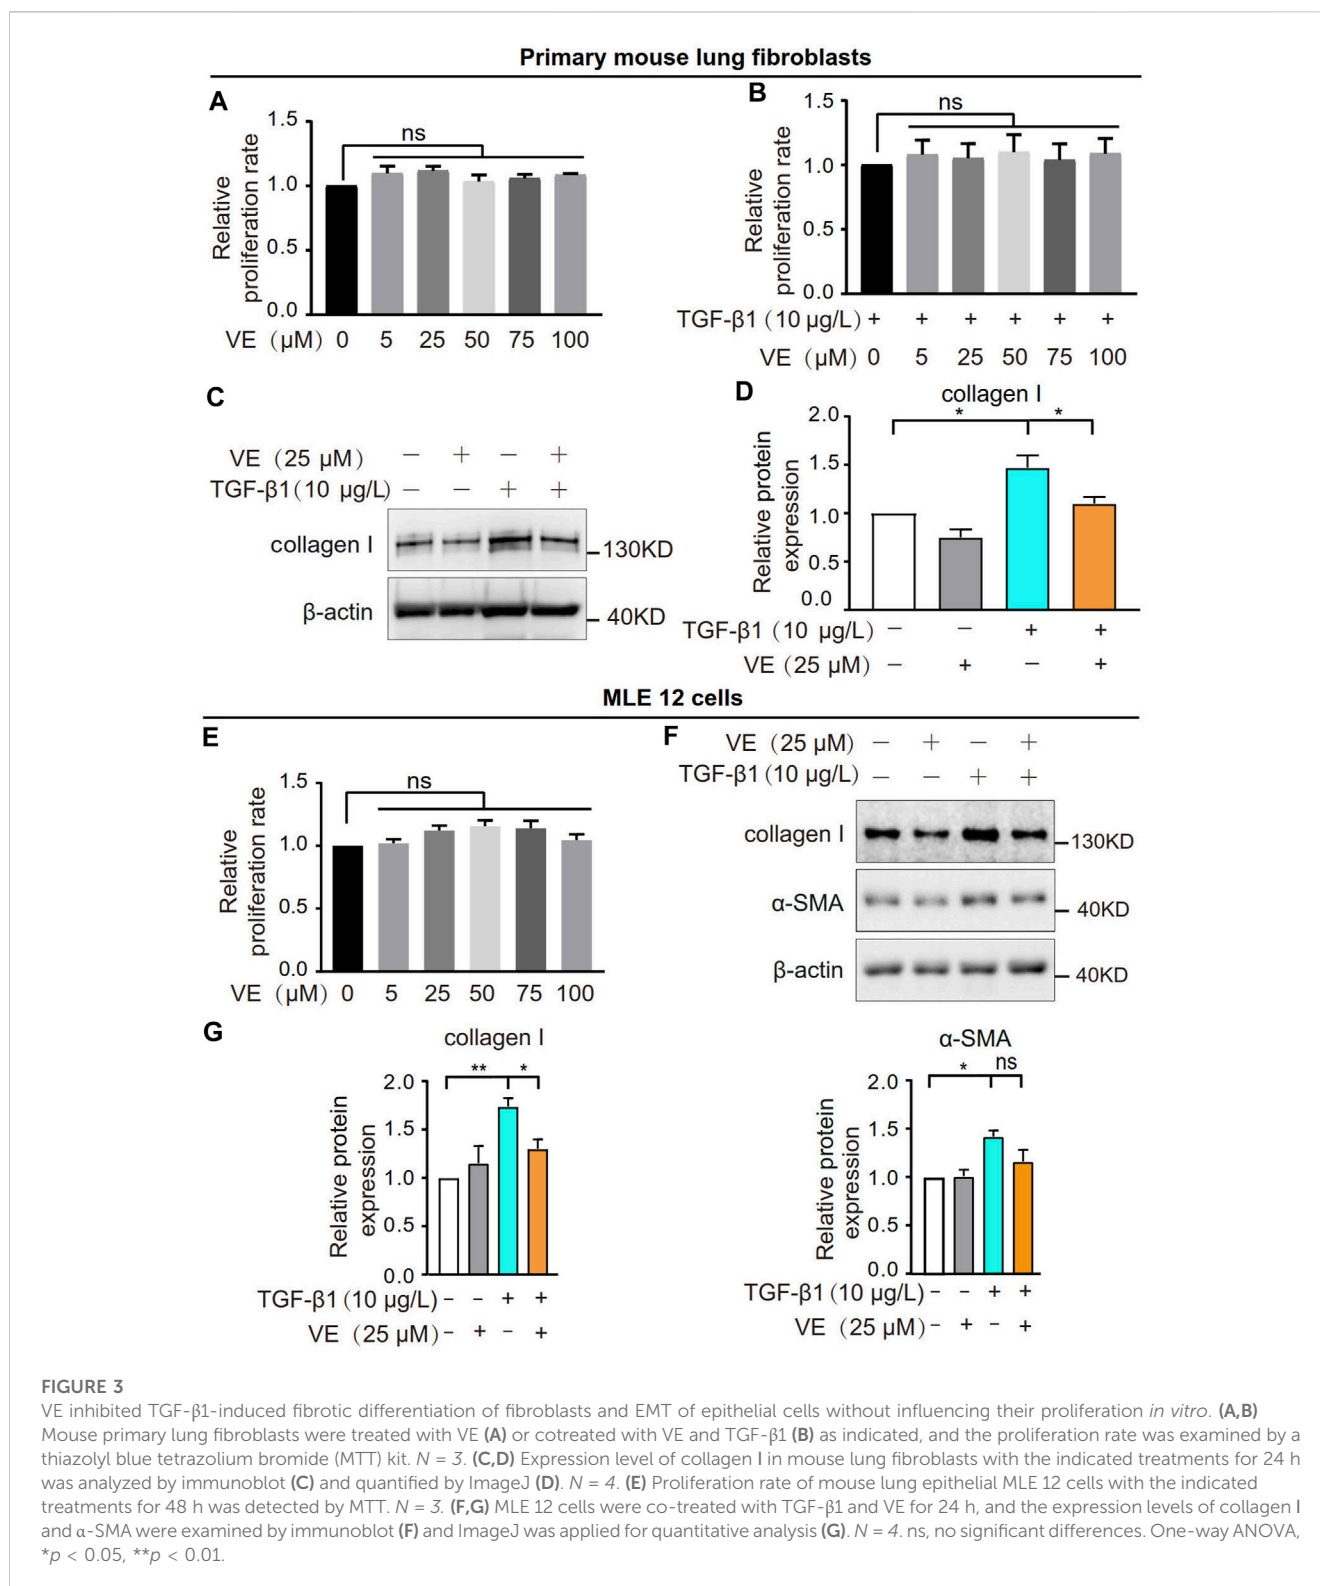 Primary mouse lung fibroblasts
A
ns
Relative
proliferation rate
1.5
1.0
0.5
0.0
VE (μM) 0 5 25 50 75 100
B
ns
Relative
proliferation rate
1.5
1.0
0.5
0.0
TGF-β1 (10 μg/L) + + + + + +
VE (μM) 0 5 25 50 75 100
C
VE (25 μM) − + − +
TGF-β1(10 μg/L) − − + +
collagen I
130KD
β-actin
40KD
D
collagen I
* *
Relative protein
expression
2.0
1.5
1.0
0.5
0.0
TGF-β1 (10 μg/L) − − + +
VE (25 μM) − + − +
MLE 12 cells
E
ns
Relative
proliferation rate
1.5
1.0
0.5
0.0
VE (μM) 0 5 25 50 75 100
F
VE (25 μM) − + − +
TGF-β1(10 μg/L) − − + +
collagen I
130KD
α-SMA
40KD
β-actin
40KD
G
collagen I
** *
Relative protein
expression
2.0
1.5
1.0
0.5
0.0
TGF-β1(10 μg/L) − − + +
VE (25 μM) − + − +
α-SMA
* ns
Relative protein
expression
2.0
1.5
1.0
0.5
0.0
TGF-β1(10 μg/L) − − + +
VE (25 μM) − + − +
FIGURE 3
VE inhibited TGF-β1-induced fibrotic differentiation of fibroblasts and EMT of epithelial cells without influencing their proliferation in vitro. (A,B)
Mouse primary lung fibroblasts were treated with VE (A) or cotreated with VE and TGF-β1 (B) as indicated, and the proliferation rate was examined by a
thiazolyl blue tetrazolium bromide (MTT) kit. N = 3. (C,D) Expression level of collagen I in mouse lung fibroblasts with the indicated treatments for 24 h
was analyzed by immunoblot (C) and quantified by ImageJ (D). N = 4. (E) Proliferation rate of mouse lung epithelial MLE 12 cells with the indicated
treatments for 48 h was detected by MTT. N = 3. (F,G) MLE 12 cells were co-treated with TGF-β1 and VE for 24 h, and the expression levels of collagen I
and α-SMA were examined by immunoblot (F) and ImageJ was applied for quantitative analysis (G). N = 4. ns, no significant differences. One-way ANOVA,
*p < 0.05, **p < 0.01.